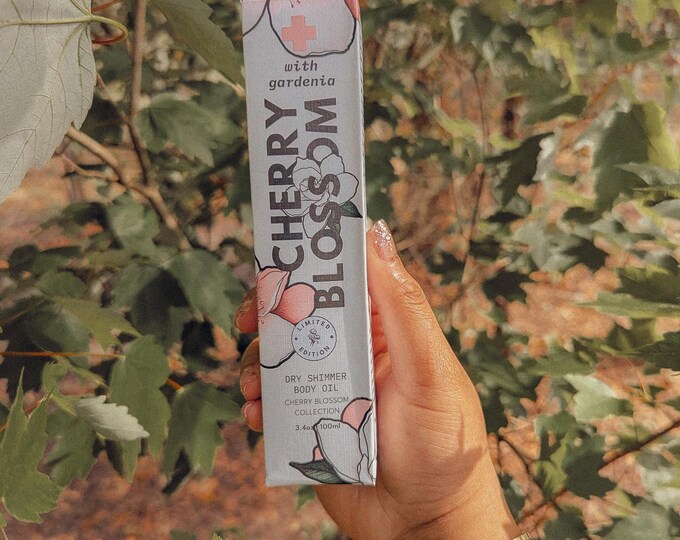 with
gardenia
CHERRY
BLOSSOM
LIMITED
EDITION
DRY SHIMMER
BODY OIL
CHERRY BLOSSOM
COLLECTION
3.4oz 100ml